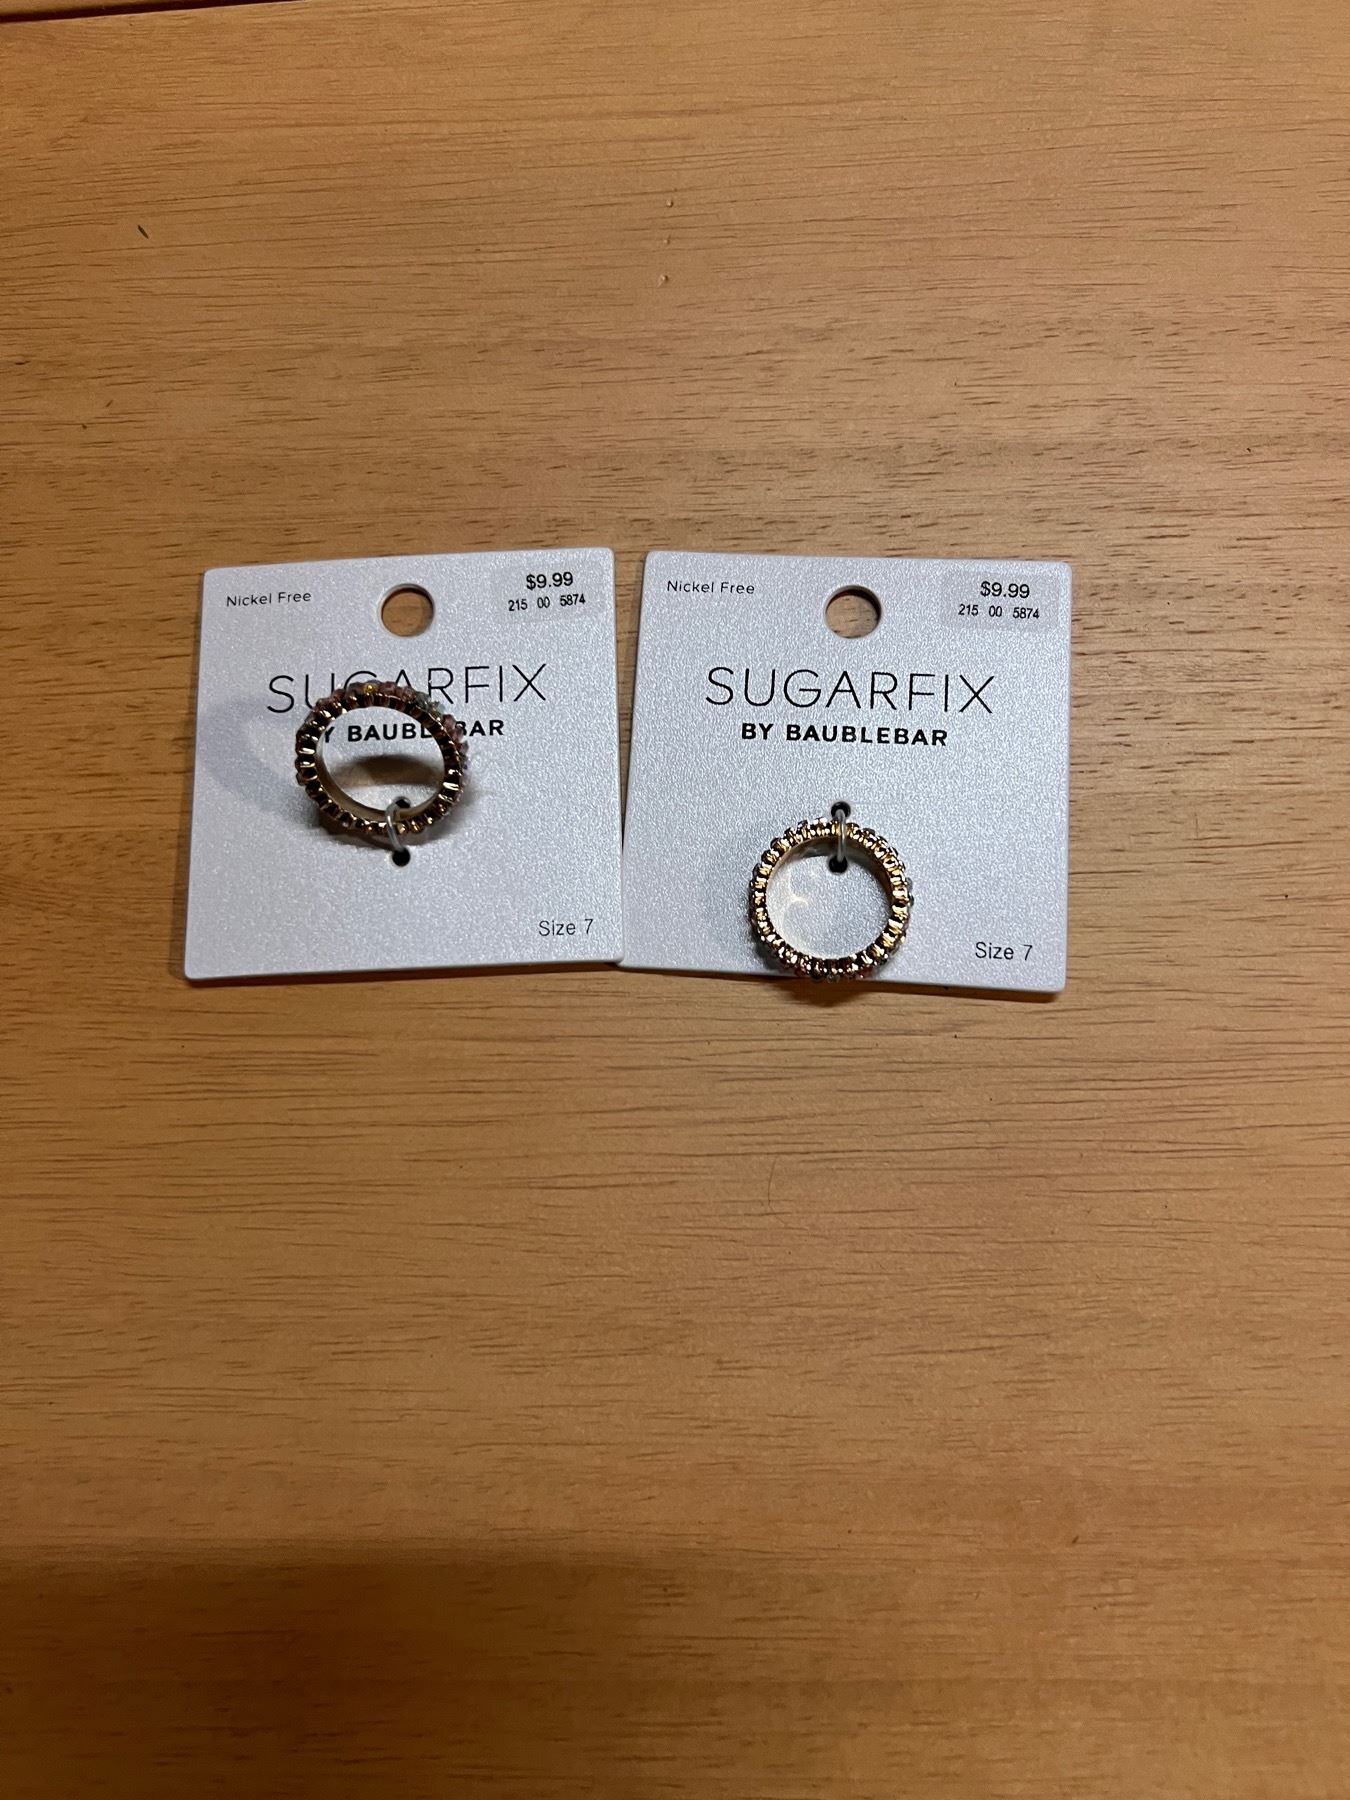 Nickel Free
$9.99
215 00 5874
SUGARFIX
BY BAUBLEBAR
Size 7
Nickel Free
$9.99
215 00 5874
SUGARFIX
BY BAUBLEBAR
Size 7